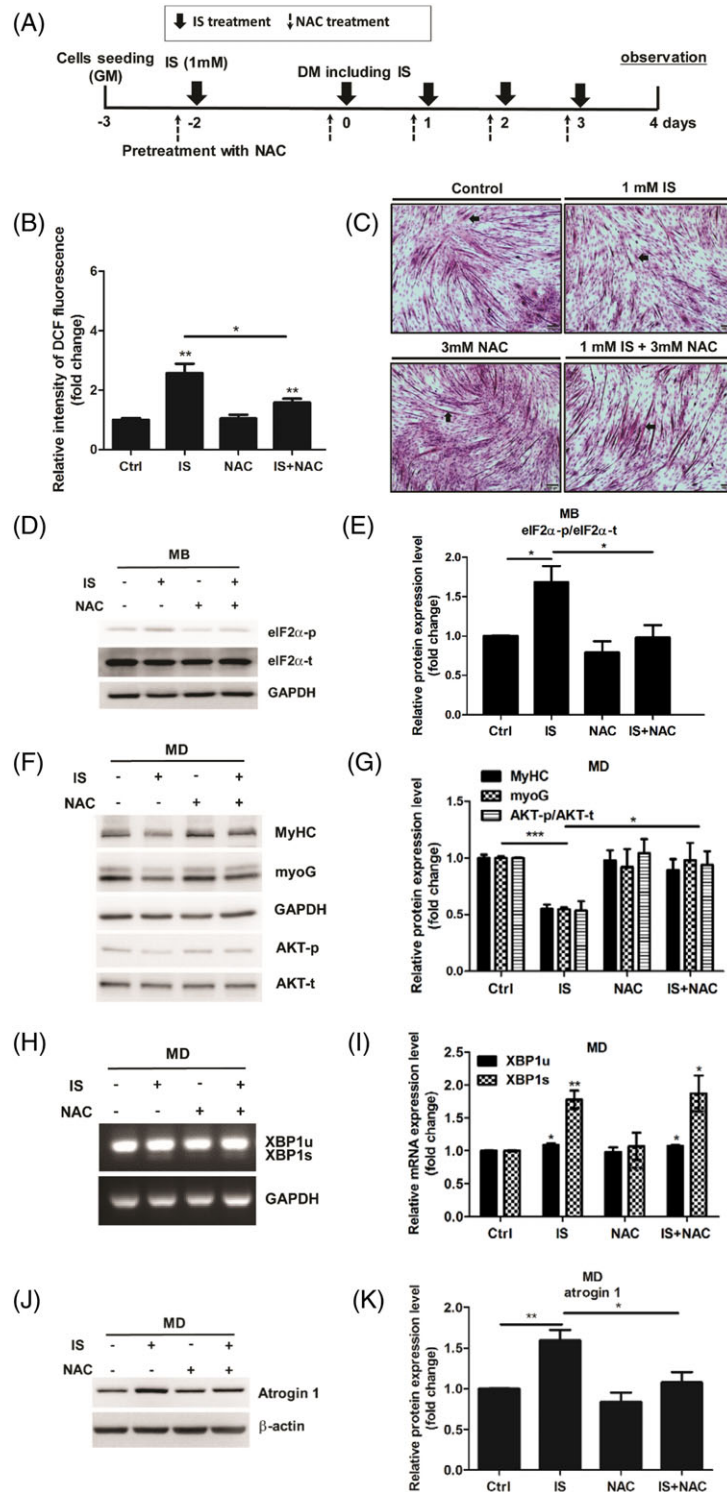 (A)
IS treatment
NAC treatment
Cells seeding
(GM)
IS (1mM)
DM including IS
observation
-3
-2
0
1
2
3
4 days
Pretreatment with NAC
(B)
Relative intensity of DCF fluorescence
(fold change)
6
4
2
0
**
*
**
Ctrl
IS
NAC
IS+NAC
(C)
Control
1 mM IS
3mM NAC
1 mM IS + 3mM NAC
(D)
MB
IS - + - +
NAC - - + +
eIF2α-p
eIF2α-t
GAPDH
(E)
MB
eIF2α-p/eIF2α-t
Relative protein expression level
(fold change)
2.0
1.5
1.0
0.5
0.0
*
*
Ctrl
IS
NAC
IS+NAC
(F)
MD
IS - + - +
NAC - - + +
MyHC
myoG
GAPDH
AKT-p
AKT-t
(G)
MD
MyHC
myoG
AKT-p/AKT-t
Relative protein expression level
(fold change)
1.5
1.0
0.5
0.0
***
*
Ctrl
IS
NAC
IS+NAC
(H)
MD
IS - + - +
NAC - - + +
XBP1u
XBP1s
GAPDH
(I)
MD
XBP1u
XBP1s
Relative mRNA expression level
(fold change)
2.5
2.0
1.5
1.0
0.5
0.0
*
**
*
*
Ctrl
IS
NAC
IS+NAC
(J)
MD
IS - + - +
NAC - - + +
Atrogin 1
β-actin
(K)
MD
atrogin 1
Relative protein expression level
(fold change)
2.0
1.5
1.0
0.5
0.0
**
*
Ctrl
IS
NAC
IS+NAC